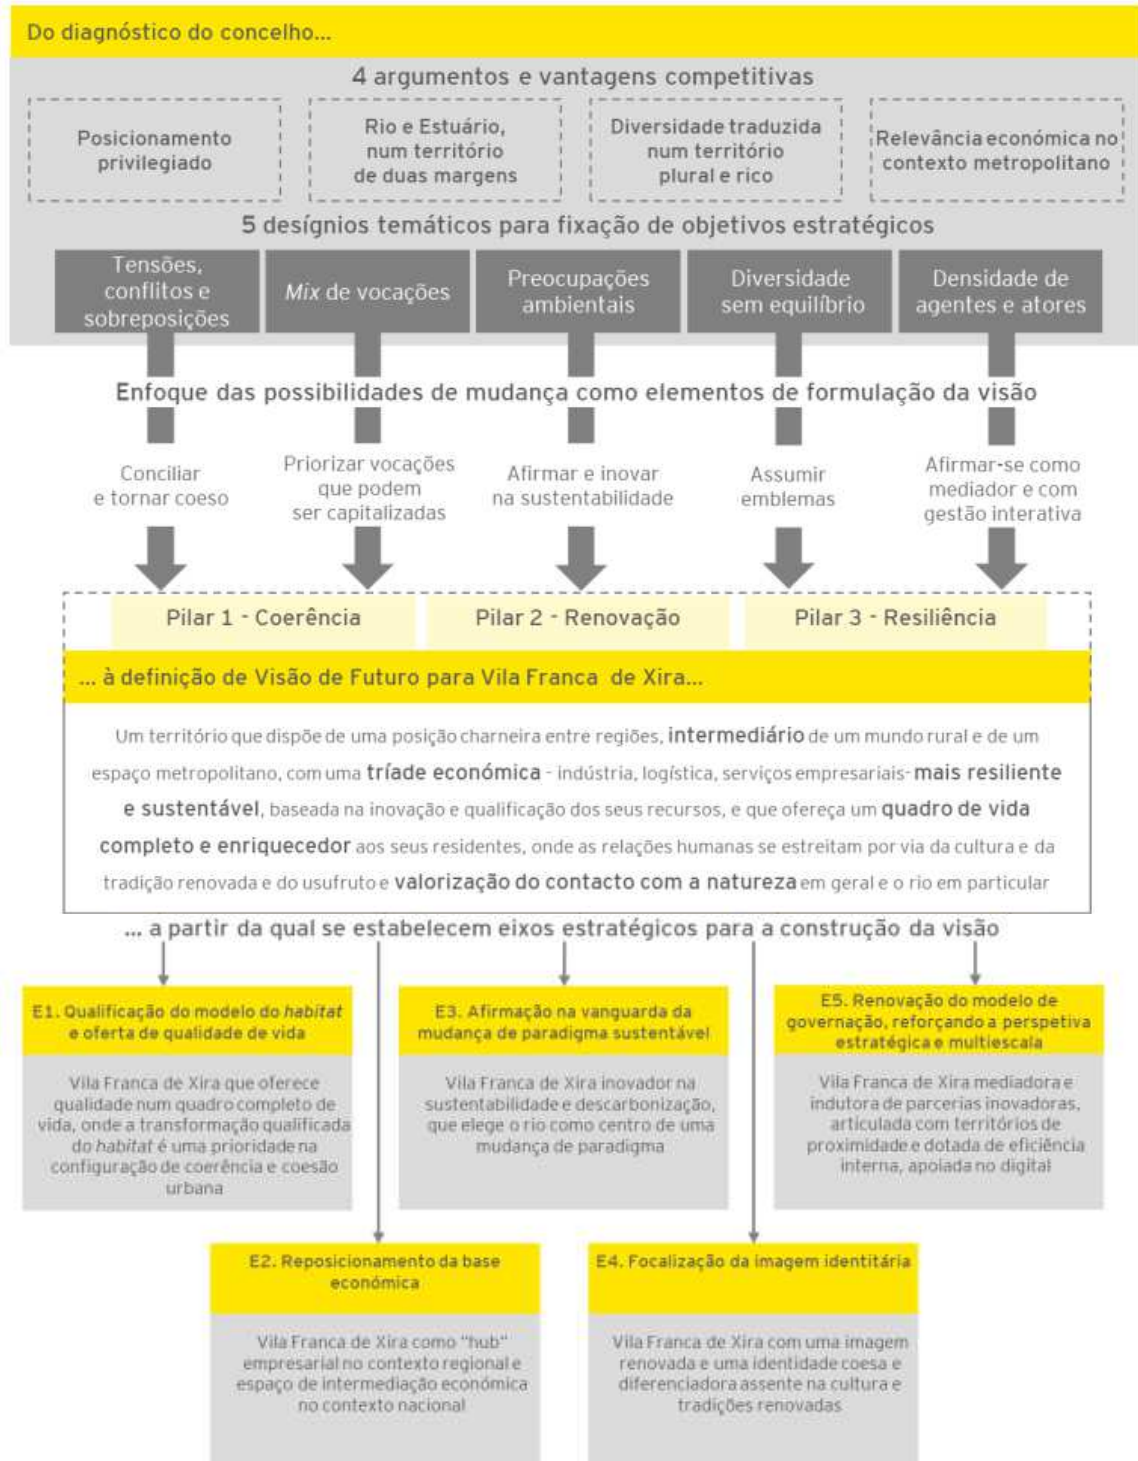 Do diagnóstico do concelho...
4 argumentos e vantagens competitivas
Posicionamento
privilegiado
Rio e Estuário,
num território
de duas margens
Diversidade traduzida
num território
plural e rico
Relevância económica no
contexto metropolitano
5 desígnios temáticos para fixação de objetivos estratégicos
Tensões,
conflitos e
sobreposições
Mix de vocações
Preocupações
ambientais
Diversidade
sem equilíbrio
Densidade de
agentes e atores
Enfoque das possibilidades de mudança como elementos de formulação da visão
Conciliar
e tornar coeso
Priorizar vocações
que podem
ser capitalizadas
Afirmar e inovar
na sustentabilidade
Assumir
emblemas
Afirmar-se como
mediador e com
gestão interativa
Pilar 1 - Coerência
Pilar 2 - Renovação
Pilar 3 - Resiliência
... à definição de Visão de Futuro para Vila Franca de Xira...
Um território que dispõe de uma posição charneira entre regiões, intermediário de um mundo rural e de um
espaço metropolitano, com uma tríade económica - indústria, logística, serviços empresariais- mais resiliente
e sustentável, baseada na inovação e qualificação dos seus recursos, e que ofereça um quadro de vida
completo e enriquecedor aos seus residentes, onde as relações humanas se estreitam por via da cultura e da
tradição renovada e do usufruto e valorização do contacto com a natureza em geral e o rio em particular
... a partir da qual se estabelecem eixos estratégicos para a construção da visão
E1. Qualificação do modelo do habitat
e oferta de qualidade de vida
Vila Franca de Xira que oferece
qualidade num quadro completo de
vida, onde a transformação qualificada
do habitat é uma prioridade na
configuração de coerência e coesão
urbana
E3. Afirmação na vanguarda da
mudança de paradigma sustentável
Vila Franca de Xira inovador na
sustentabilidade e descarbonização,
que elege o rio como centro de uma
mudança de paradigma
E5. Renovação do modelo de
governação, reforçando a perspetiva
estratégica e multiescala
Vila Franca de Xira mediadora e
indutora de parcerias inovadoras,
articulada com territórios de
proximidade e dotada de eficiência
interna, apoiada no digital
E2. Reposicionamento da base
económica
Vila Franca de Xira como "hub"
empresarial no contexto regional e
espaço de intermediação económica
no contexto nacional
E4. Focalização da imagem identitária
Vila Franca de Xira com uma imagem
renovada e uma identidade coesa e
diferenciadora assente na cultura e
tradições renovadas